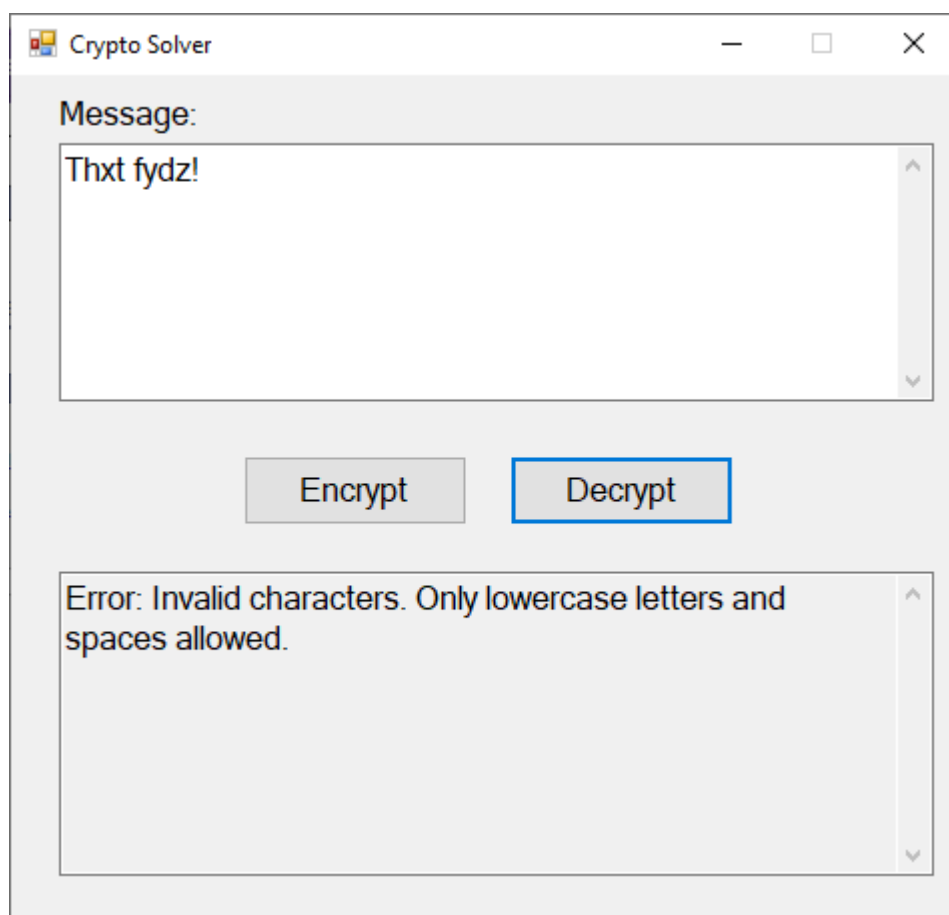 Crypto Solver
Message:
Thxt fydz!
Encrypt Decrypt
Error: Invalid characters. Only lowercase letters and
spaces allowed.